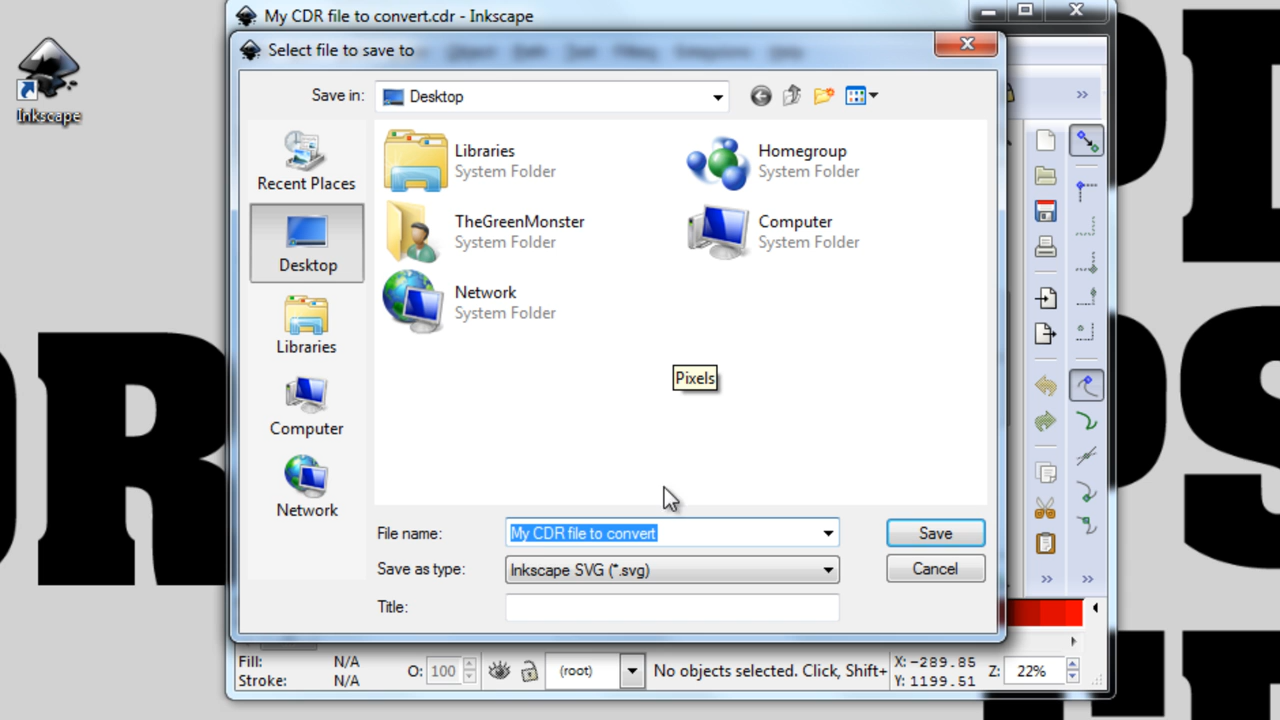 My CDR file to convert.cdr - Inkscape
Select file to save to
Inkscape
Save in:
Desktop
Recent Places
Desktop
Libraries
Computer
Network
Libraries
System Folder
Homegroup
System Folder
TheGreenMonster
System Folder
Computer
System Folder
Network
System Folder
Pixels
File name:
My CDR file to convert
Save
Save as type:
Inkscape SVG (*.svg)
Cancel
Title:
Fill:
N/A
Stroke:
N/A
O:
100
(root)
No objects selected. Click, Shift+
X: -289.85
Y: 1199.51
Z:
22%